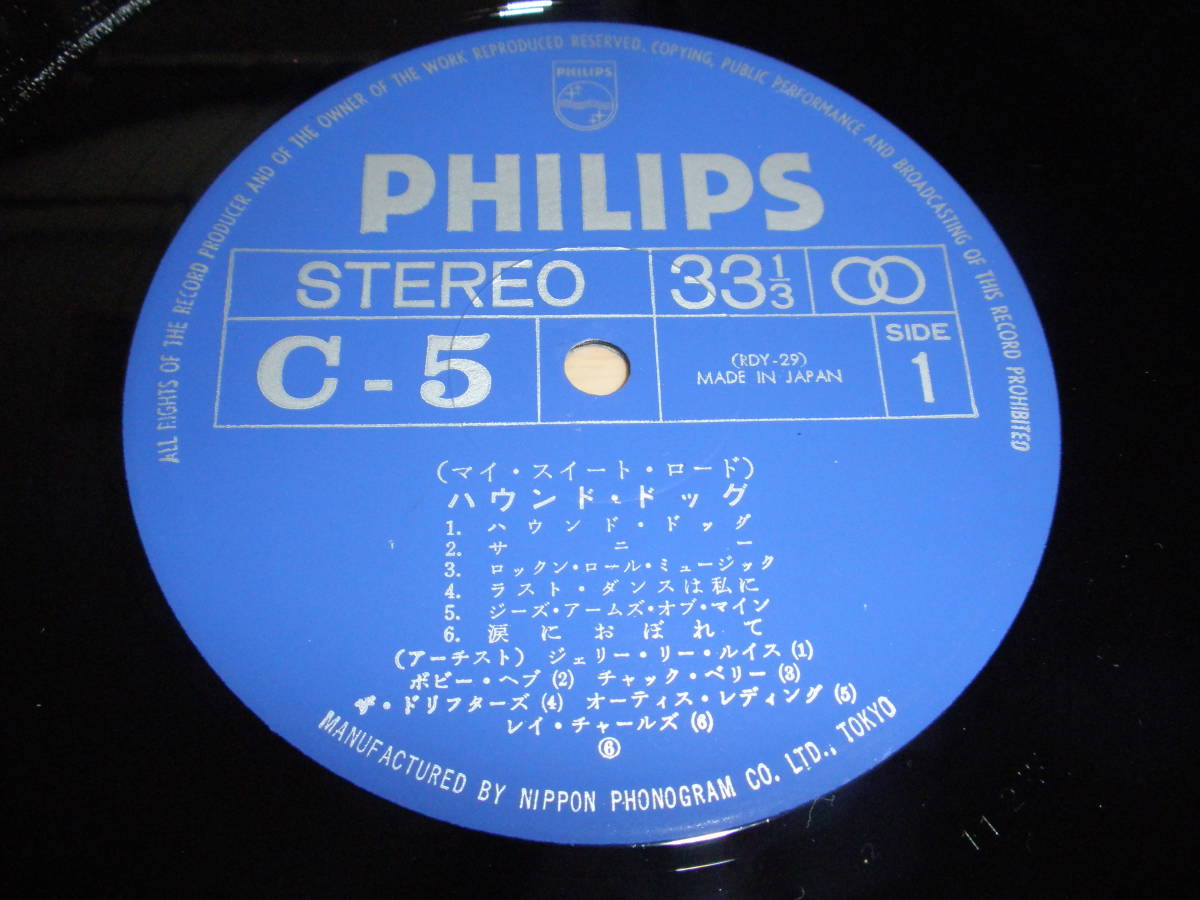 ALL RIGHTS OF THE RECORD PRODUCER AND OF THE OWNER OF THE WORK REPRODUCED RESERVED. COPYING, PUBLIC PERFORMANCE AND BROADCASTING OF THIS RECORD PROHIBITED
PHILIPS
PHILIPS
STEREO 33 1/3
C-5
(RDY-29)
MADE IN JAPAN
SIDE
1
(マイ・スイート・ロード)
ハウンド・ドッグ
1. ハウンド・ドッグ
2. サニー
3. ロックン・ロール・ミュージック
4. ラスト・ダンスは私に
5. ジーズ・アームズ・オブ・マイン
6. 涙におぼれて
(アーチスト) ジェリー・リー・ルイス (1)
ボビー・ヘブ (2) チャック・ベリー (3)
ザ・ドリフターズ (4) オーティス・レディング (5)
レイ・チャールズ (6)
⑥
MANUFACTURED BY NIPPON PHONOGRAM CO. LTD., TOKYO